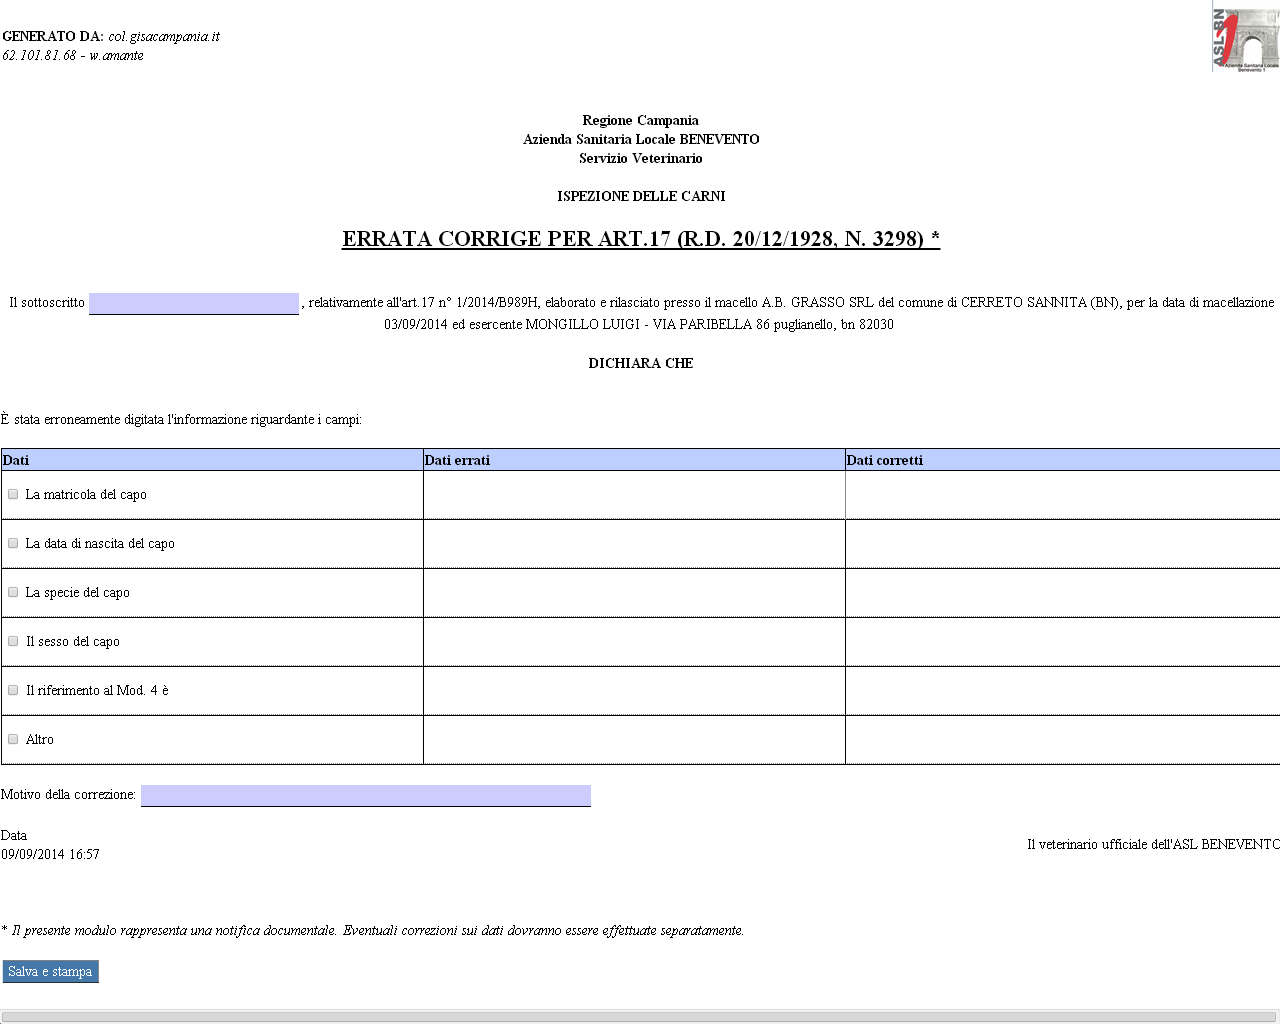 GENERATO DA: col.gisacampania.it
62.101.81.68 - w.amante
ASL BN
1
Azienda Sanitaria Locale
Benevento 1
Regione Campania
Azienda Sanitaria Locale BENEVENTO
Servizio Veterinario
ISPEZIONE DELLE CARNI
ERRATA CORRIGE PER ART.17 (R.D. 20/12/1928, N. 3298) *
Il sottoscritto , relativamente all'art.17 n° 1/2014/B989H, elaborato e rilasciato presso il macello A.B. GRASSO SRL del comune di CERRETO SANNITA (BN), per la data di macellazione
03/09/2014 ed esercente MONGILLO LUIGI - VIA PARIBELLA 86 puglianello, bn 82030
DICHIARA CHE
È stata erroneamente digitata l'informazione riguardante i campi:
Dati Dati errati Dati corretti
La matricola del capo
La data di nascita del capo
La specie del capo
Il sesso del capo
Il riferimento al Mod. 4 è
Altro
Motivo della correzione:
Data
09/09/2014 16:57
Il veterinario ufficiale dell'ASL BENEVENTO
* Il presente modulo rappresenta una notifica documentale. Eventuali correzioni sui dati dovranno essere effettuate separatamente.
Salva e stampa